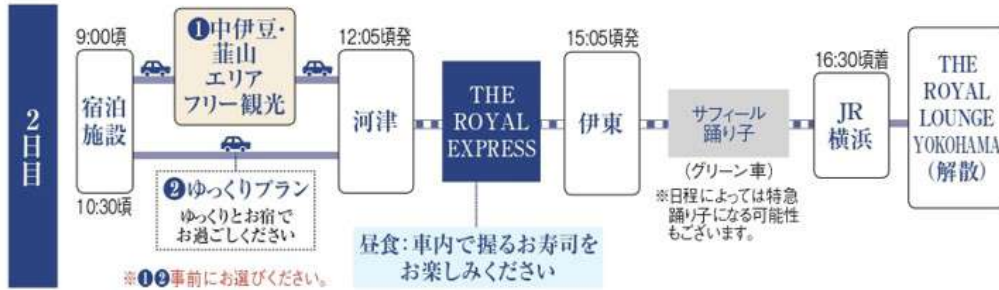 2日目
9:00頃
宿泊
施設
10:30頃
❶中伊豆・
韮山
エリア
フリー観光
❷ゆっくりプラン
ゆっくりとお宿で
お過ごしください
※❶❷事前にお選びください。
12:05頃発
河津
THE
ROYAL
EXPRESS
昼食:車内で握るお寿司を
お楽しみください
15:05頃発
伊東
サフィール
踊り子
(グリーン車)
※日程によっては特急
踊り子になる可能性
もございます。
16:30頃着
JR
横浜
THE
ROYAL
LOUNGE
YOKOHAMA
(解散)